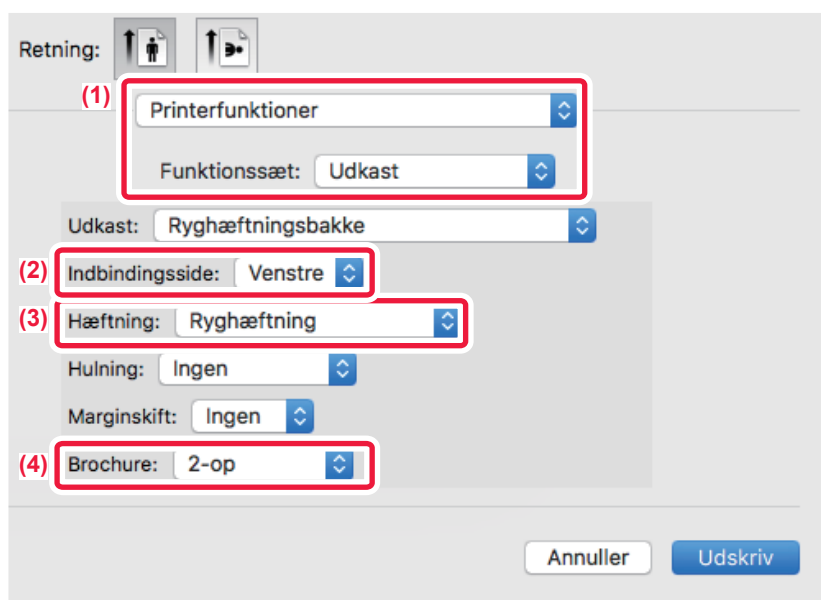 Retning:
(1)
Printerfunktioner
Funktionssæt: Udkast
Udkast: Ryghæftningsbakke
(2) Indbindingsside: Venstre
(3) Hæftning: Ryghæftning
Hulning: Ingen
Marginskift: Ingen
(4) Brochure: 2-op
Annuller Udskriv